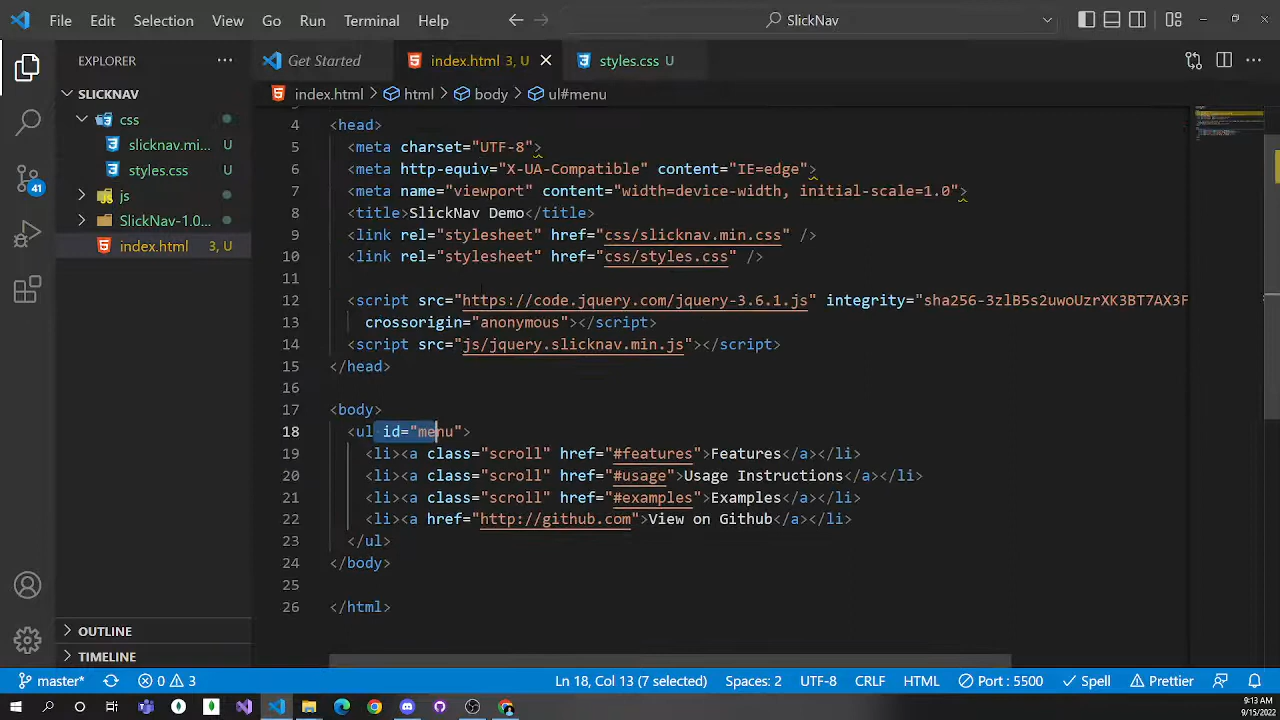 File Edit Selection View Go Run Terminal Help SlickNav
EXPLORER
SLICKNAV
css
slicknav.mi...
U
styles.css
U
js
SlickNav-1.0...
index.html
3, U
OUTLINE
TIMELINE
41
Get Started
index.html 3, U
styles.css U
index.html > html > body > ul#menu
4 <head>
5 <meta charset="UTF-8">
6 <meta http-equiv="X-UA-Compatible" content="IE=edge">
7 <meta name="viewport" content="width=device-width, initial-scale=1.0">
8 <title>SlickNav Demo</title>
9 <link rel="stylesheet" href="css/slicknav.min.css" />
10 <link rel="stylesheet" href="css/styles.css" />
11
12 <script src="https://code.jquery.com/jquery-3.6.1.js" integrity="sha256-3zlB5s2uwoUzrXK3BT7AX3F
13 crossorigin="anonymous"></script>
14 <script src="js/jquery.slicknav.min.js"></script>
15 </head>
16
17 <body>
18 <ul id="menu">
19 <li><a class="scroll" href="#features">Features</a></li>
20 <li><a class="scroll" href="#usage">Usage Instructions</a></li>
21 <li><a class="scroll" href="#examples">Examples</a></li>
22 <li><a href="http://github.com">View on Github</a></li>
23 </ul>
24 </body>
25
26 </html>
master* 0 3 Ln 18, Col 13 (7 selected) Spaces: 2 UTF-8 CRLF HTML Port : 5500 Spell Prettier
9:13 AM
9/15/2022